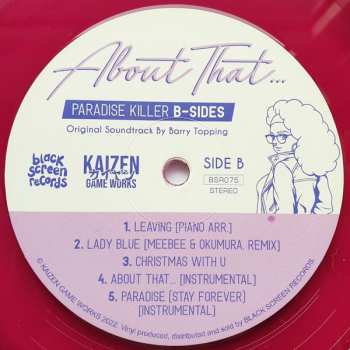 About That...
PARADISE KILLER B-SIDES
Original Soundtrack By Barry Topping
black
screen
records
KAIZEN
GAME WORKS
SIDE B
BSR075
STEREO
1. LEAVING [PIANO ARR.]
2. LADY BLUE [MEEBEE & OKUMURA. REMIX]
3. CHRISTMAS WITH U
4. ABOUT THAT... [INSTRUMENTAL]
5. PARADISE [STAY FOREVER]
[INSTRUMENTAL]
© KAIZEN GAME WORKS 2022. Vinyl produced, distributed and sold by BLACK SCREEN RECORDS.